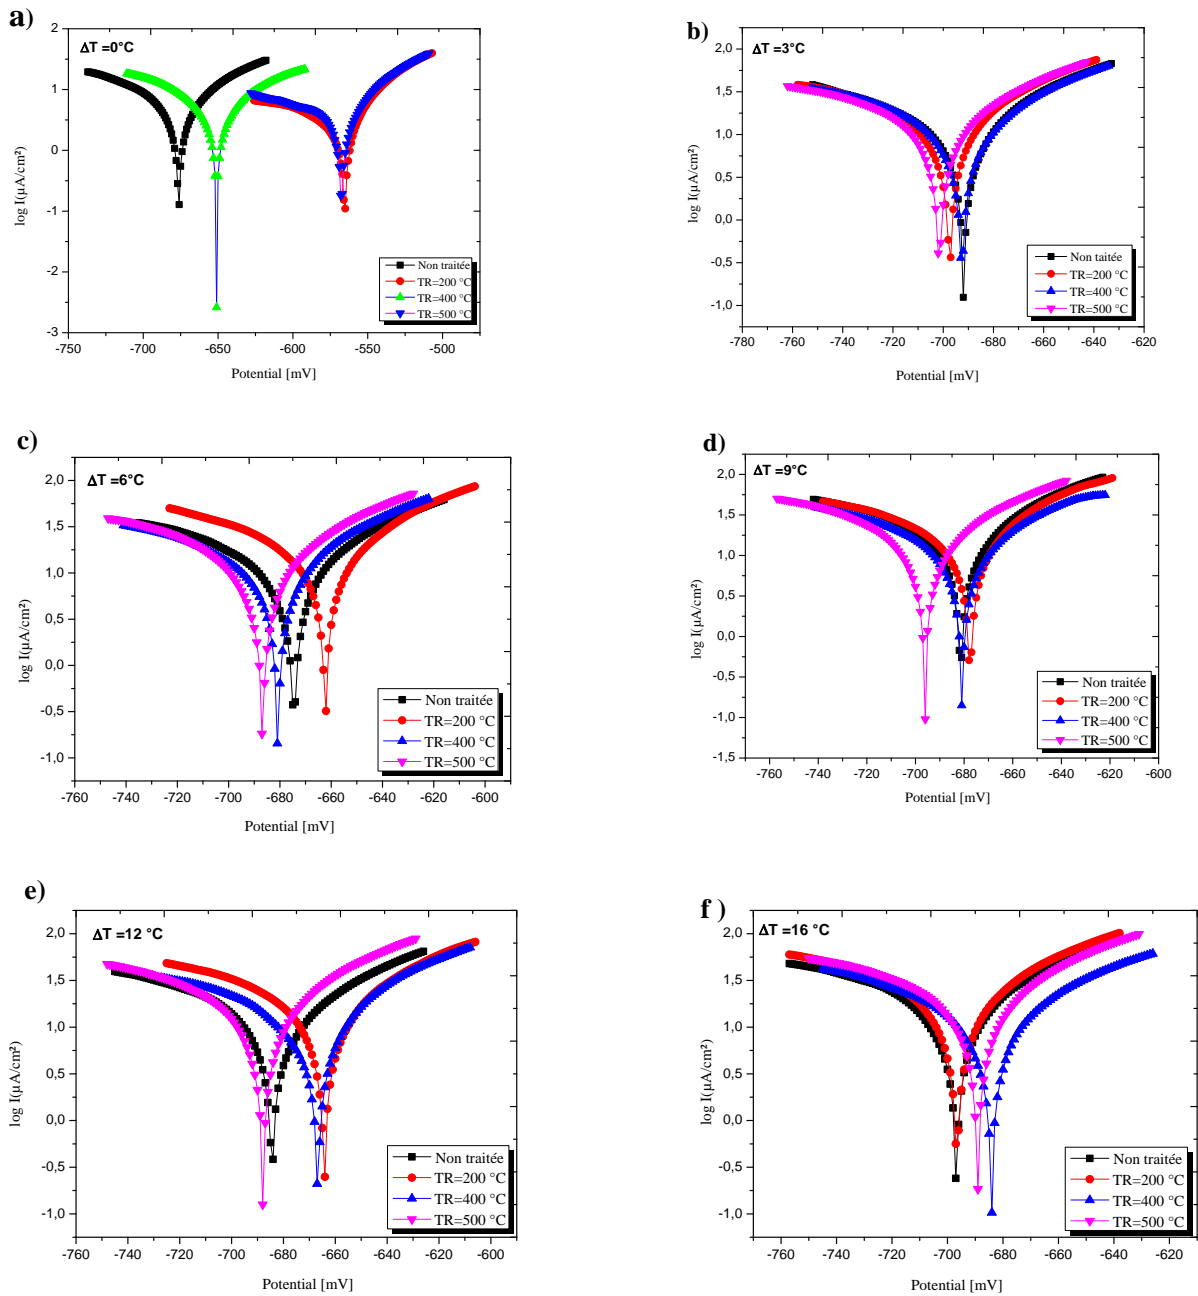 a)
ΔT =0°C
2
1
0
-1
-2
-3
log I(µA/cm²)
-750
-700
-650
-600
-550
-500
Potential [mV]
Non traitée
TR=200 °C
TR=400 °C
TR=500 °C
b)
ΔT =3°C
2,0
1,5
1,0
0,5
0,0
-0,5
-1,0
log I(µA/cm²)
-780
-760
-740
-720
-700
-680
-660
-640
-620
Potential [mV]
Non taitée
TR=200 °C
TR=400 °C
TR=500 °C
c)
ΔT =6°C
2,0
1,5
1,0
0,5
0,0
-0,5
-1,0
log I(µA/cm²)
-760
-740
-720
-700
-680
-660
-640
-620
-600
Potential [mV]
Non traitée
TR=200 °C
TR=400 °C
TR=500 °C
d)
ΔT =9°C
2,0
1,5
1,0
0,5
0,0
-0,5
-1,0
-1,5
log I(µA/cm²)
-760
-740
-720
-700
-680
-660
-640
-620
-600
Potential [mV]
Non traitée
TR=200 °C
TR=400 °C
TR=500 °C
e)
ΔT =12 °C
2,0
1,5
1,0
0,5
0,0
-0,5
-1,0
log I(µA/cm²)
-760
-740
-720
-700
-680
-660
-640
-620
-600
Potential [mV]
Non traitée
TR=200 °C
TR=400 °C
TR=500 °C
f )
ΔT =16 °C
2,0
1,5
1,0
0,5
0,0
-0,5
-1,0
log I(µA/cm²)
-760
-740
-720
-700
-680
-660
-640
-620
Potential [mV]
Non traitée
TR=200 °C
TR=400 °C
TR=500 °C